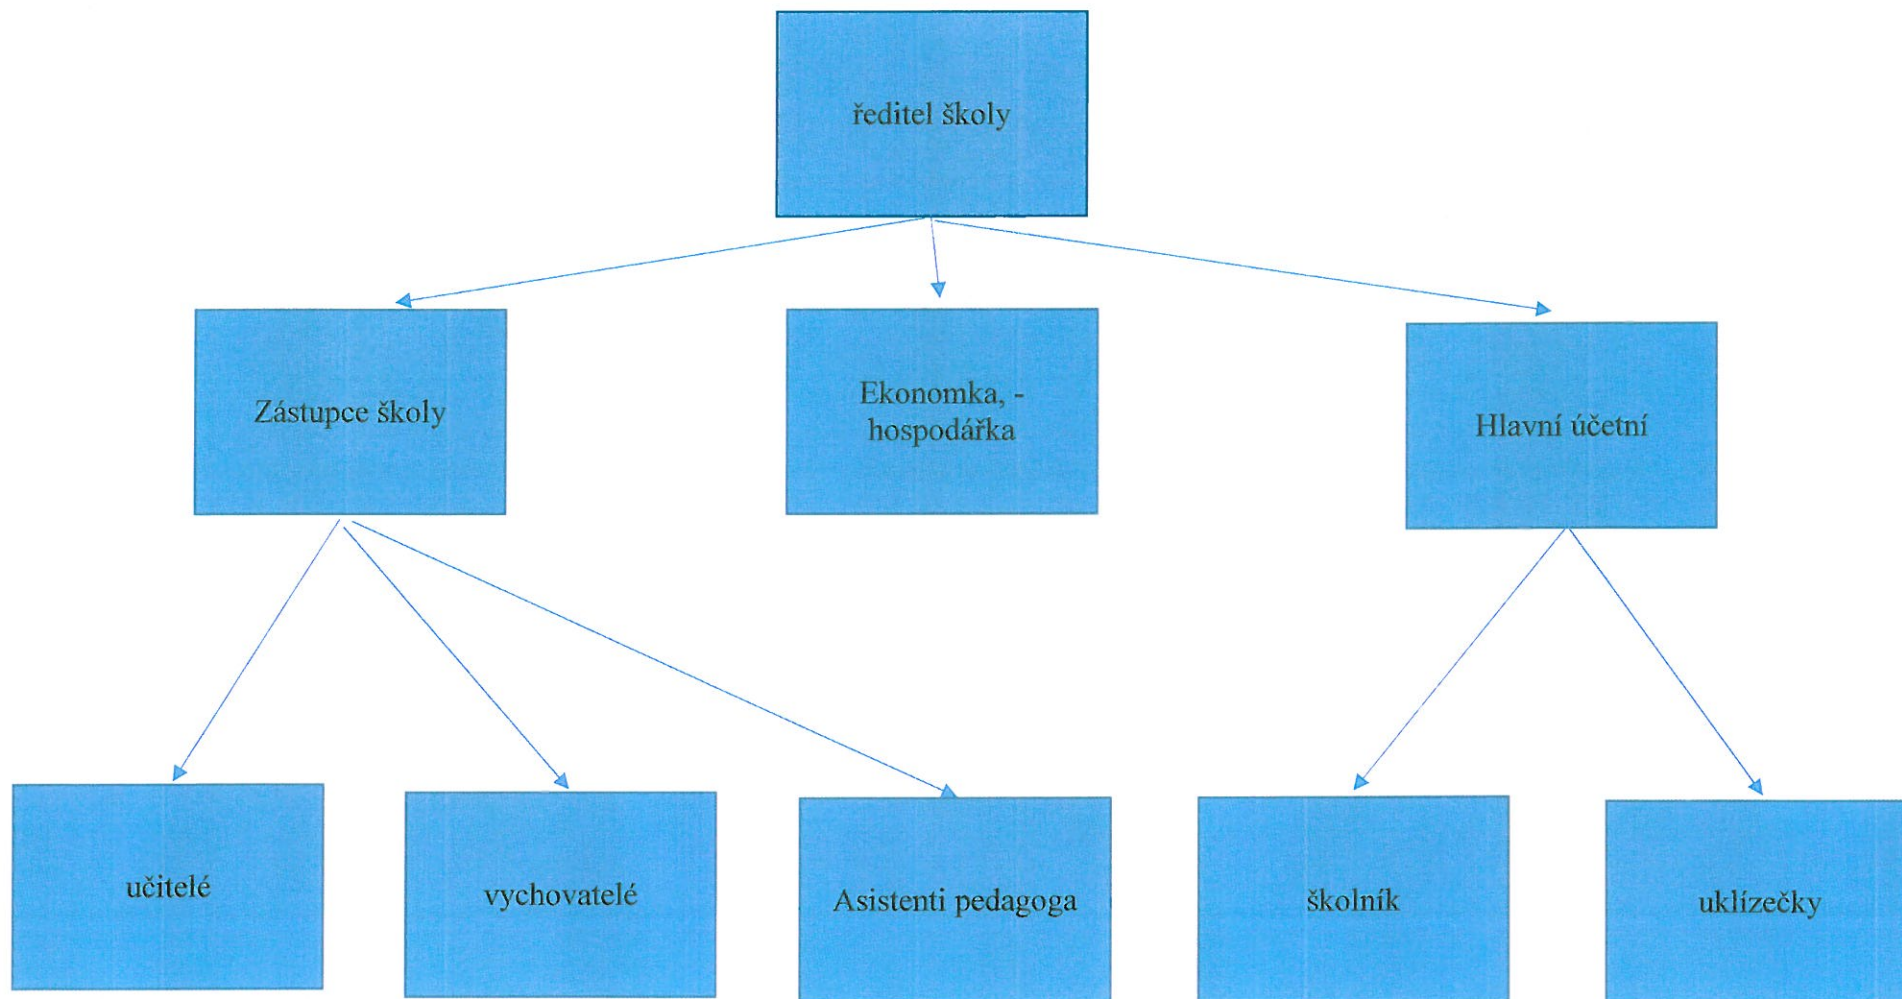 ředitel školy
Zástupce školy
Ekonomka, -
hospodářka
Hlavní účetní
učitelé
vychovatelé
Asistenti pedagoga
školník
uklízečky